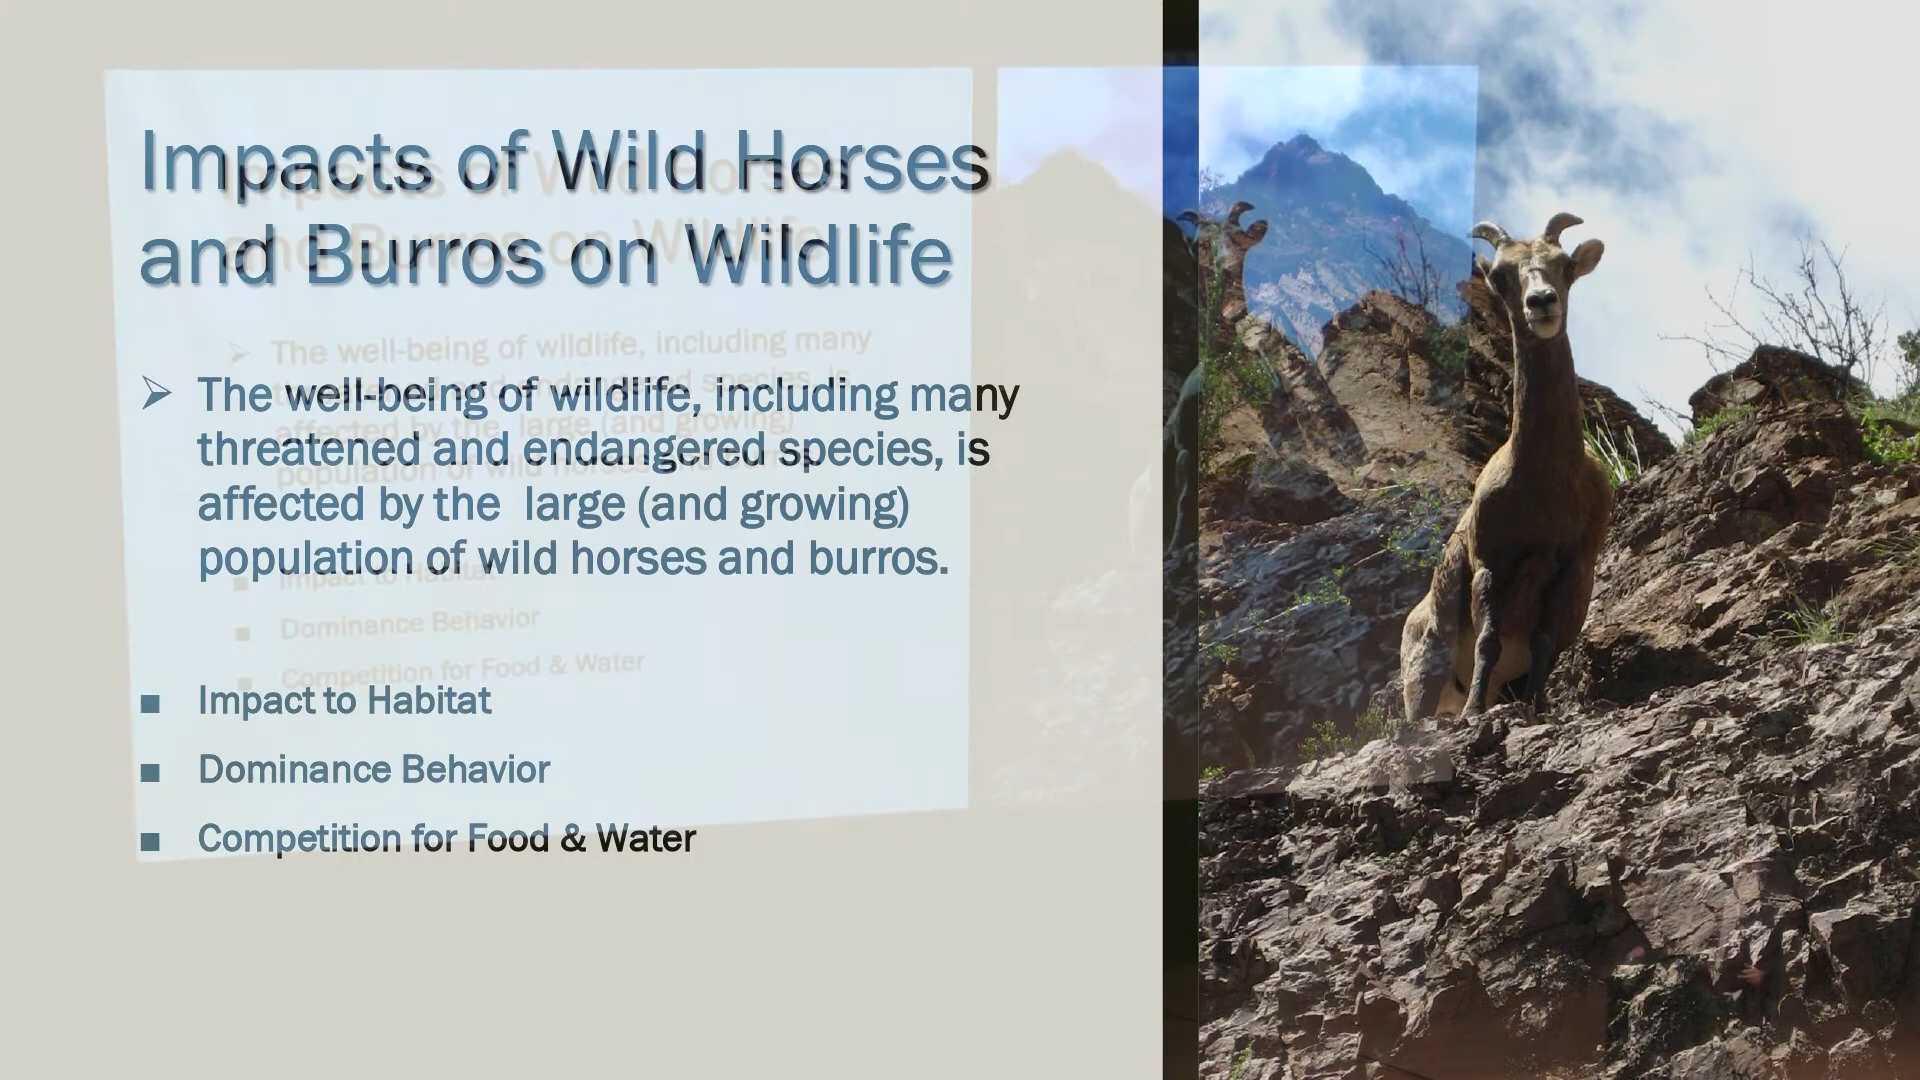 Impacts of Wild Horses
and Burros on Wildlife
➢ The well-being of wildlife, including many
threatened and endangered species, is
affected by the  large (and growing)
population of wild horses and burros.
▪ Impact to Habitat
▪ Dominance Behavior
▪ Competition for Food & Water